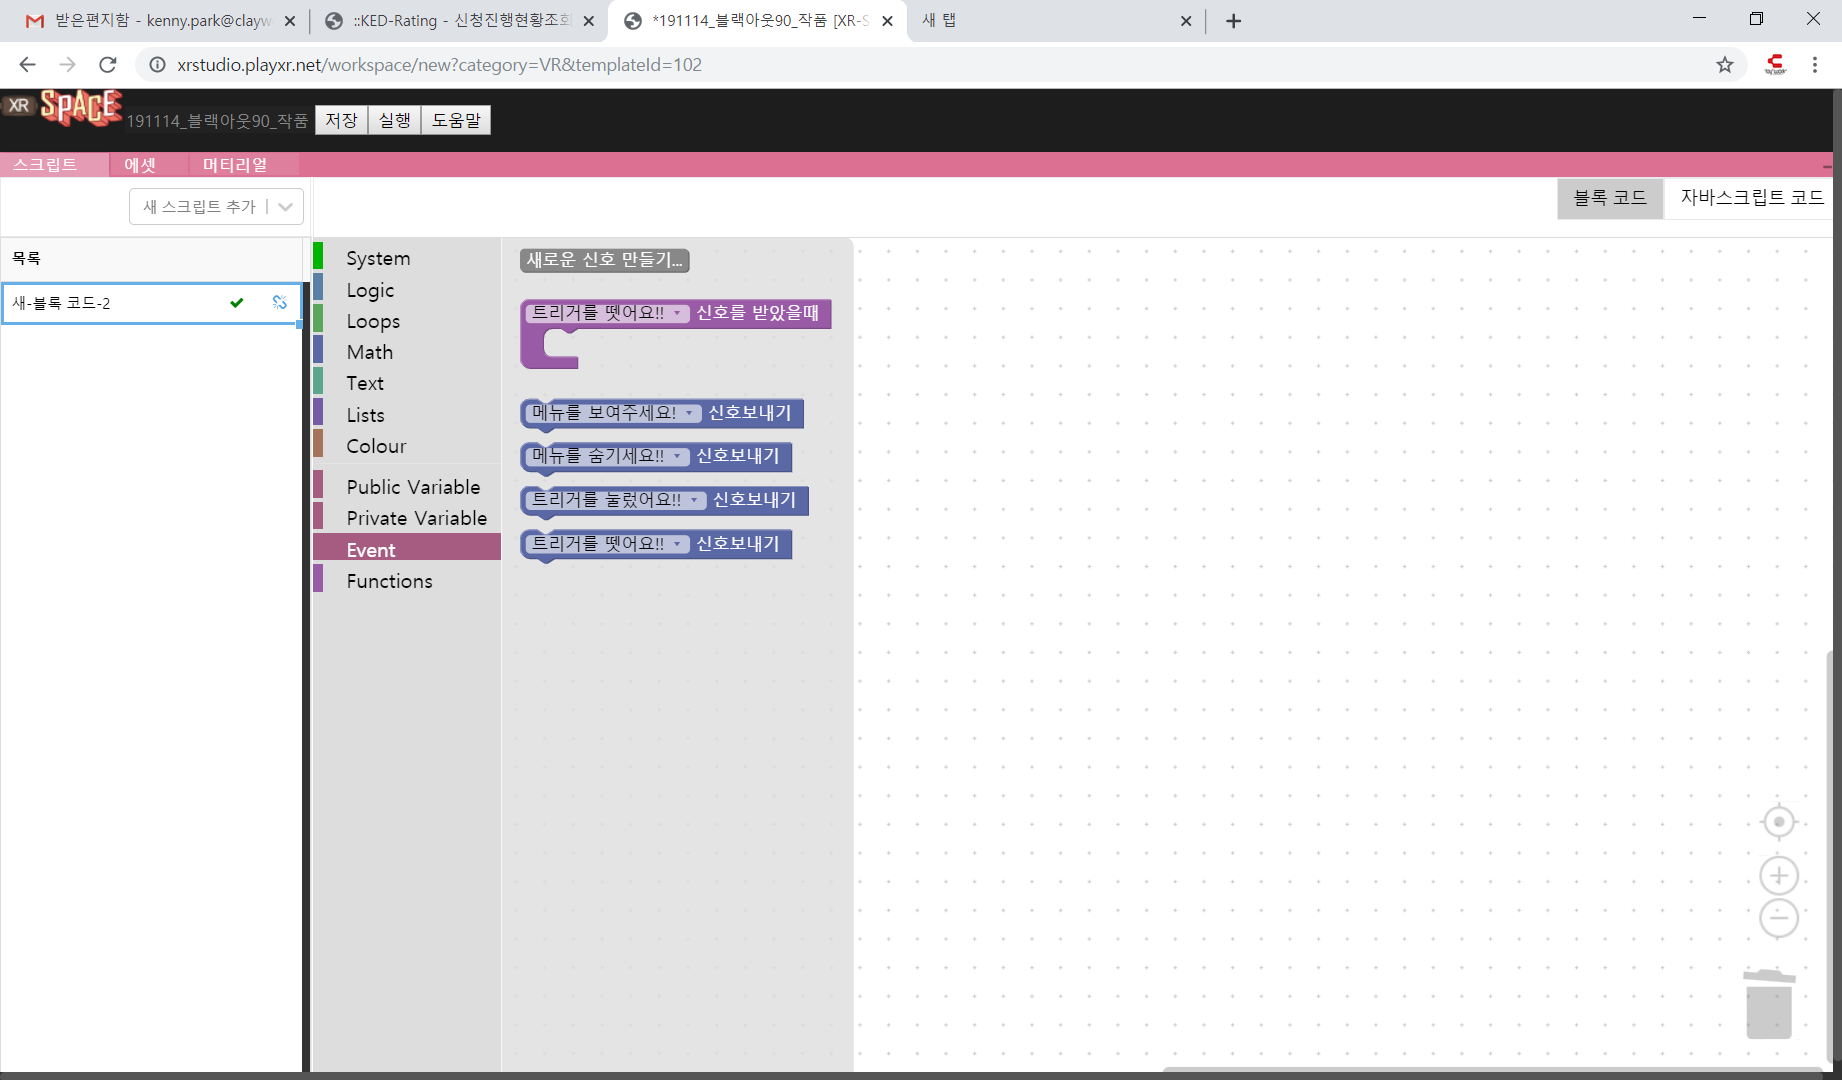 받은편지함 - kenny.park@clayw
::KED-Rating - 신청진행현황조회
*191114_블랙아웃90_작품 [XR-S
새 탭
xrstudio.playxr.net/workspace/new?category=VR&templateId=102
XR SPACE
191114_블랙아웃90_작품
저장
실행
도움말
스크립트
에셋
머티리얼
새 스크립트 추가
블록 코드
자바스크립트 코드
목록
새-블록 코드-2
System
Logic
Loops
Math
Text
Lists
Colour
Public Variable
Private Variable
Event
Functions
새로운 신호 만들기...
트리거를 뗏어요!! 신호를 받았을때
메뉴를 보여주세요! 신호보내기
메뉴를 숨기세요!! 신호보내기
트리거를 눌렀어요!! 신호보내기
트리거를 뗏어요!! 신호보내기